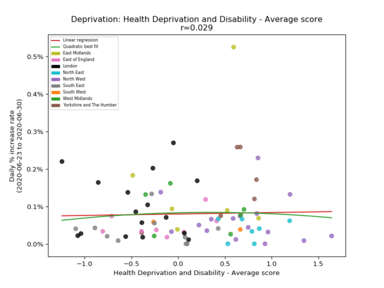 Deprivation: Health Deprivation and Disability - Average score
r=0.029
Linear regression
Quadratic best fit
East Midlands
East of England
London
North East
North West
South East
South West
West Midlands
Yorkshire and The Humber
Daily % increase rate
(2020-06-23 to 2020-06-30)
0.5%
0.4%
0.3%
0.2%
0.1%
0.0%
−1.0
−0.5
0.0
0.5
1.0
1.5
Health Deprivation and Disability - Average score